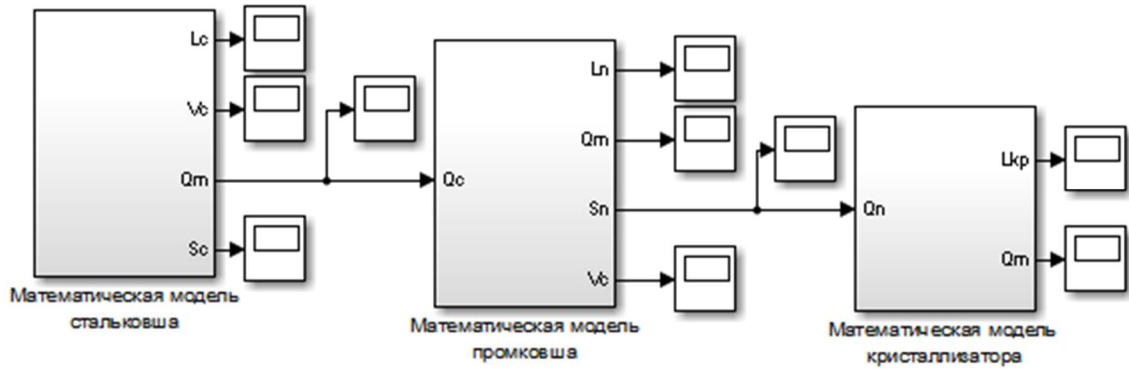 Lc
Vc
Qm
Sc
Математическая модель
стальковша
Qc
Ln
Qm
Sn
Vc
Математическая модель
промковша
Qn
Lkp
Qm
Математическая модель
кристаллизатора